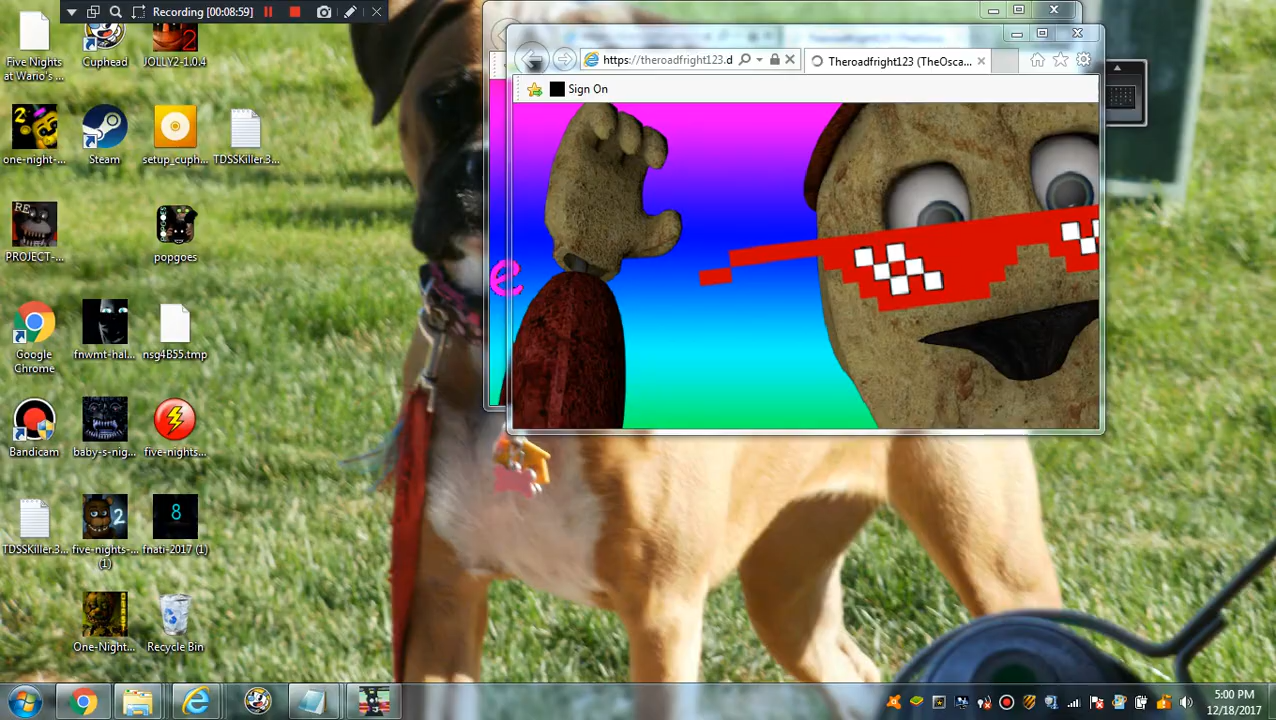 Recording [00:08:59]
https://theroadfright123.d
Theroadfright123 (TheOsca...
Sign On
e
Five Nights
at Wario's ...
Cuphead
JOLLY2-1.0.4
one-night-...
Steam
setup_cuph...
TDSSKiller.3...
PROJECT-...
popgoes
Google
Chrome
fnwmt-hal...
nsg4B55.tmp
Bandicam
baby-s-nig...
five-nights-...
TDSSKiller.3...
five-nights-...
(1)
fnati-2017 (1)
One-Night...
Recycle Bin
5:00 PM
12/18/2017